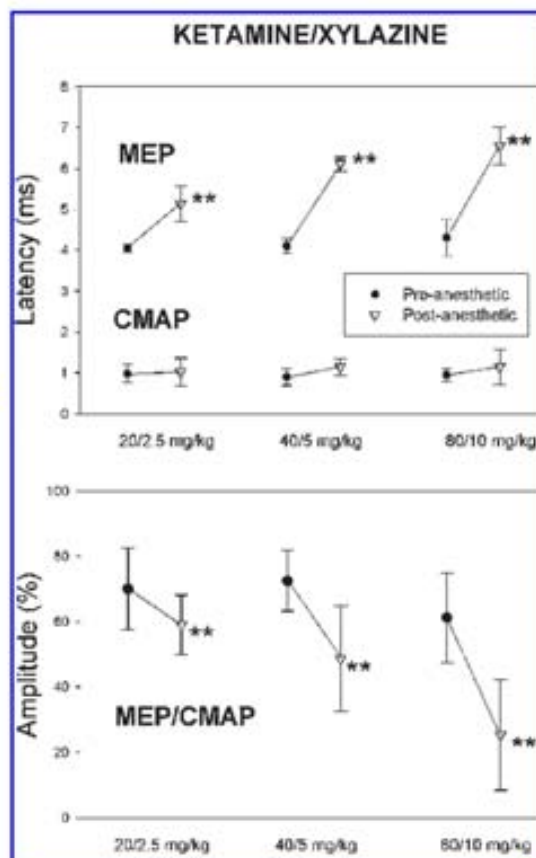 KETAMINE/XYLAZINE
8
7
6
5
4
3
2
1
0
Latency (ms)
MEP
**
**
**
CMAP
Pre-anesthetic
Post-anesthetic
20/2.5 mg/kg
40/5 mg/kg
80/10 mg/kg
100
80
60
40
20
0
Amplitude (%)
**
**
**
MEP/CMAP
20/2.5 mg/kg
40/5 mg/kg
80/10 mg/kg